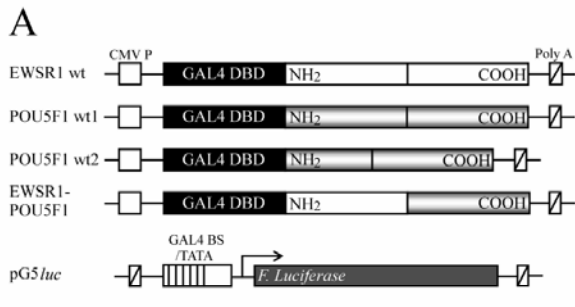 A
CMV P
Poly A
EWSR1 wt
GAL4 DBD
NH2
COOH
POU5F1 wt1
GAL4 DBD
NH2
COOH
POU5F1 wt2
GAL4 DBD
NH2
COOH
EWSR1-
POU5F1
GAL4 DBD
NH2
COOH
GAL4 BS
/TATA
pG5luc
F. Luciferase